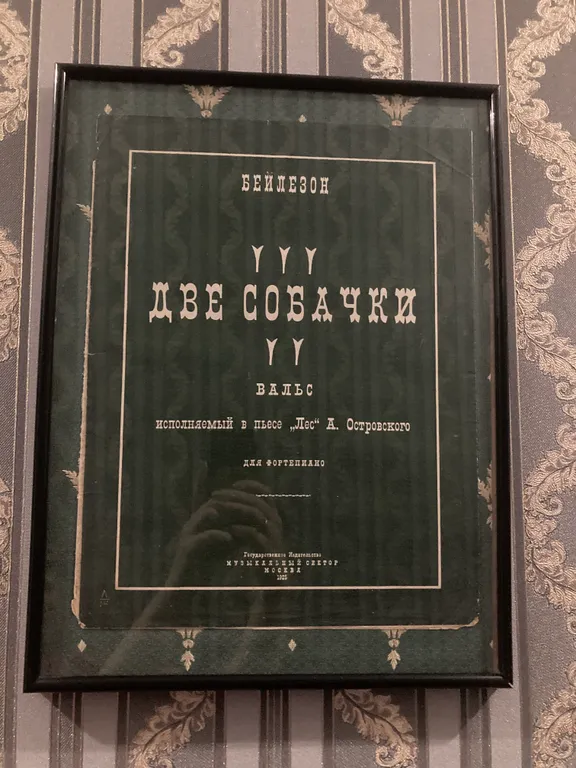 БЕЙЛЕЗОН
ДВЕ СОБАЧКИ
ВАЛЬС
исполняемый в пьесе „Лес“ А. Островского
ДЛЯ ФОРТЕПИАНО
Государственное Издательство
МУЗЫКАЛЬНЫЙ СЕКТОР
МОСКВА